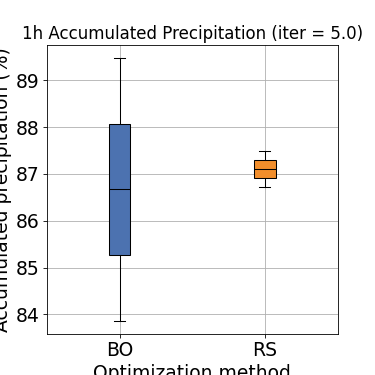 1h Accumulated Precipitation (iter = 5.0)
Accumulated precipitation (%)
89
88
87
86
85
84
BO
RS
Optimization method